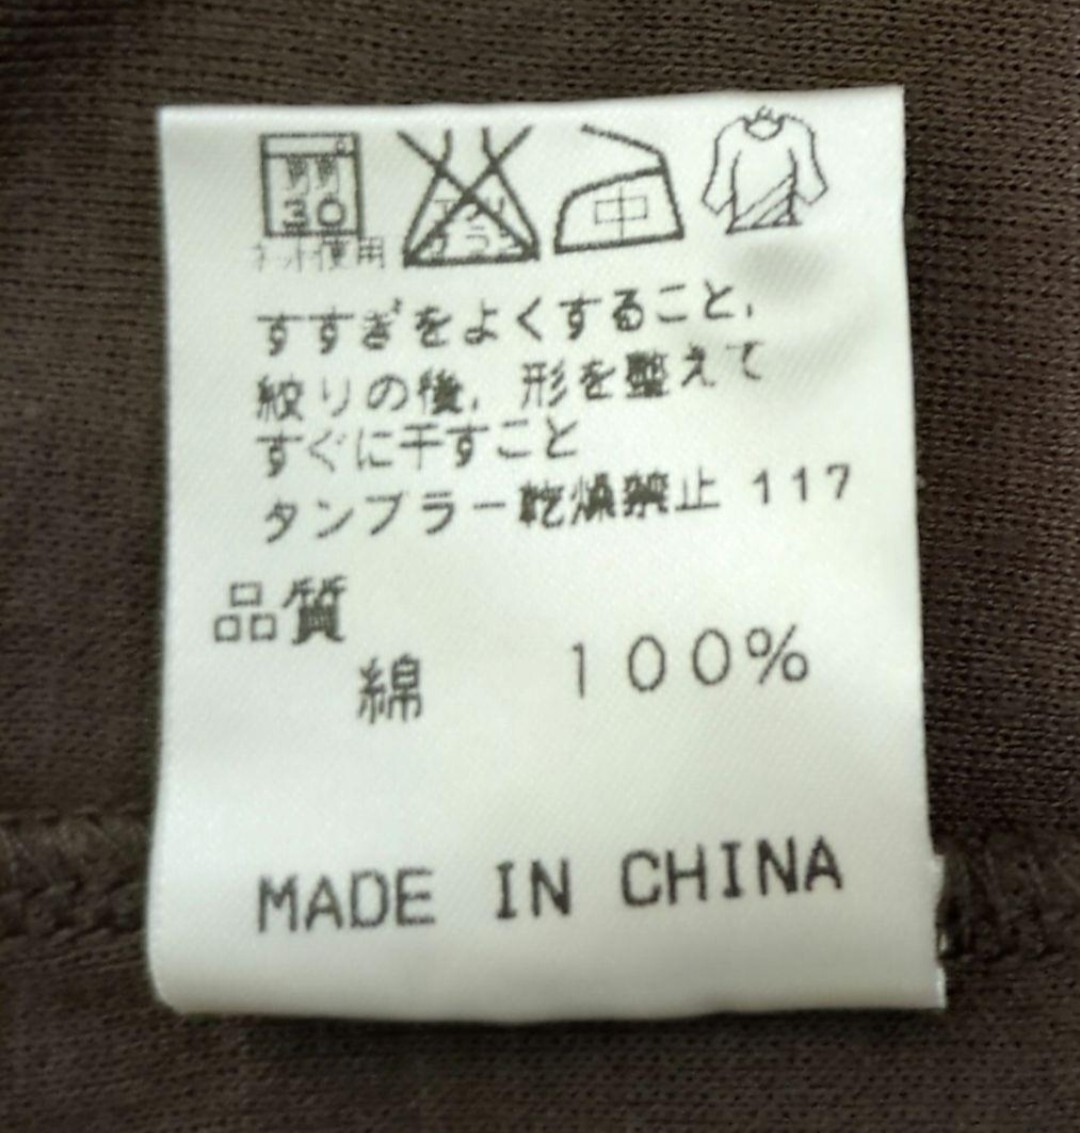 30
中
ネット使用
すすぎをよくすること,
絞りの後, 形を整えて
すぐに干すこと
タンブラー乾燥禁止 117
品質
綿 100%
MADE IN CHINA